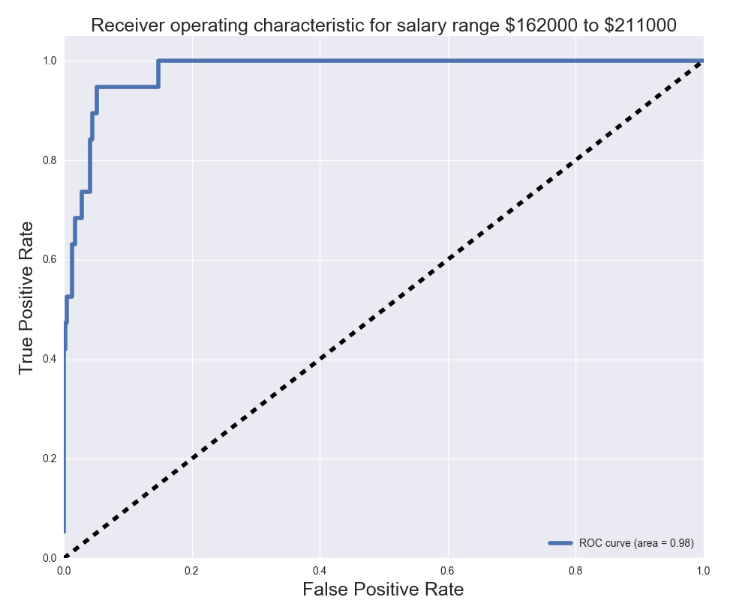 Receiver operating characteristic for salary range $162000 to $211000
1.0
0.8
0.6
0.4
0.2
0.0
True Positive Rate
0.0 0.2 0.4 0.6 0.8 1.0
False Positive Rate
ROC curve (area = 0.98)